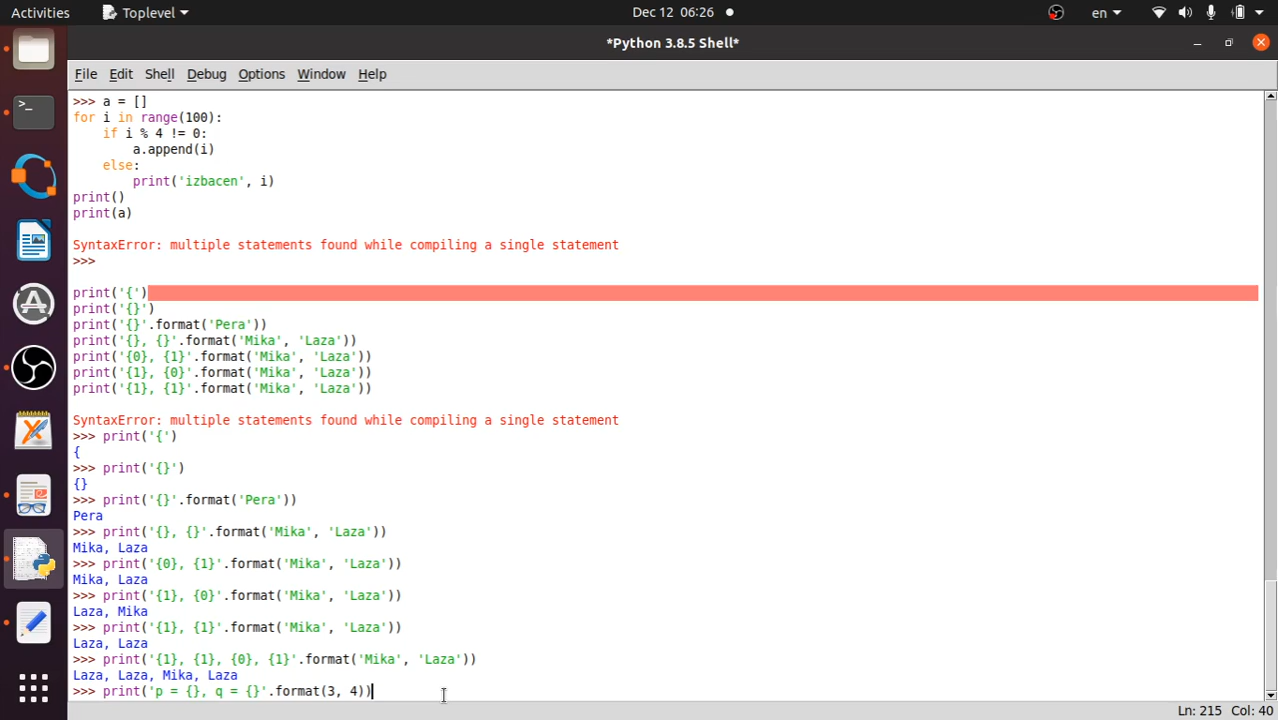 Activities Toplevel Dec 12 06:26 en
*Python 3.8.5 Shell*
File Edit Shell Debug Options Window Help
>>> a = []
for i in range(100):
    if i % 4 != 0:
        a.append(i)
    else:
        print('izbacen', i)
print()
print(a)
SyntaxError: multiple statements found while compiling a single statement
>>>
print('{')
print('{}')
print('{}'.format('Pera'))
print('{}, {}'.format('Mika', 'Laza'))
print('{0}, {1}'.format('Mika', 'Laza'))
print('{1}, {0}'.format('Mika', 'Laza'))
print('{1}, {1}'.format('Mika', 'Laza'))
SyntaxError: multiple statements found while compiling a single statement
>>> print('{')
{
>>> print('{}')
{}
>>> print('{}'.format('Pera'))
Pera
>>> print('{}, {}'.format('Mika', 'Laza'))
Mika, Laza
>>> print('{0}, {1}'.format('Mika', 'Laza'))
Mika, Laza
>>> print('{1}, {0}'.format('Mika', 'Laza'))
Laza, Mika
>>> print('{1}, {1}'.format('Mika', 'Laza'))
Laza, Laza
>>> print('{1}, {1}, {0}, {1}'.format('Mika', 'Laza'))
Laza, Laza, Mika, Laza
>>> print('p = {}, q = {}'.format(3, 4))
Ln: 215 Col: 40